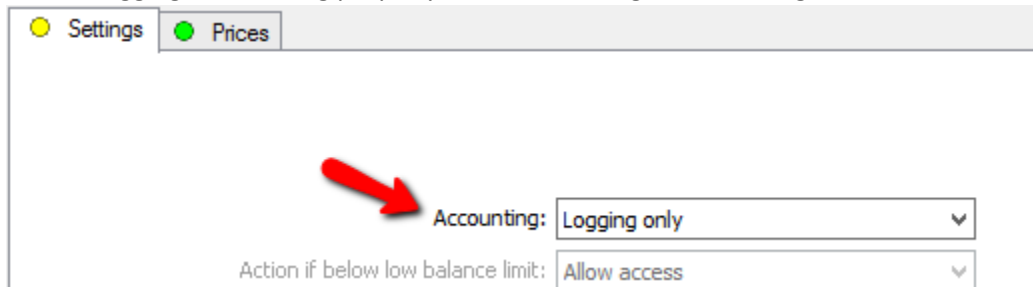 Settings Prices
Accounting: Logging only
Action if below low balance limit: Allow access